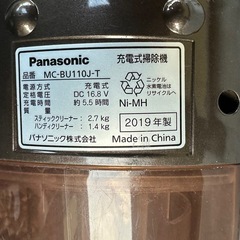 Panasonic 充電式掃除機
品番 MC-BU110J-T
電源方式 充電式
定格電圧 DC 16.8 V
充電時間 約 5.5 時間
質量
スティッククリーナー : 2.7 kg
ハンディクリーナー : 1.4 kg
パナソニック株式会社
ニッケル
水素電池は
リサイクルへ
Ni-MH
2019 年製
Made in China